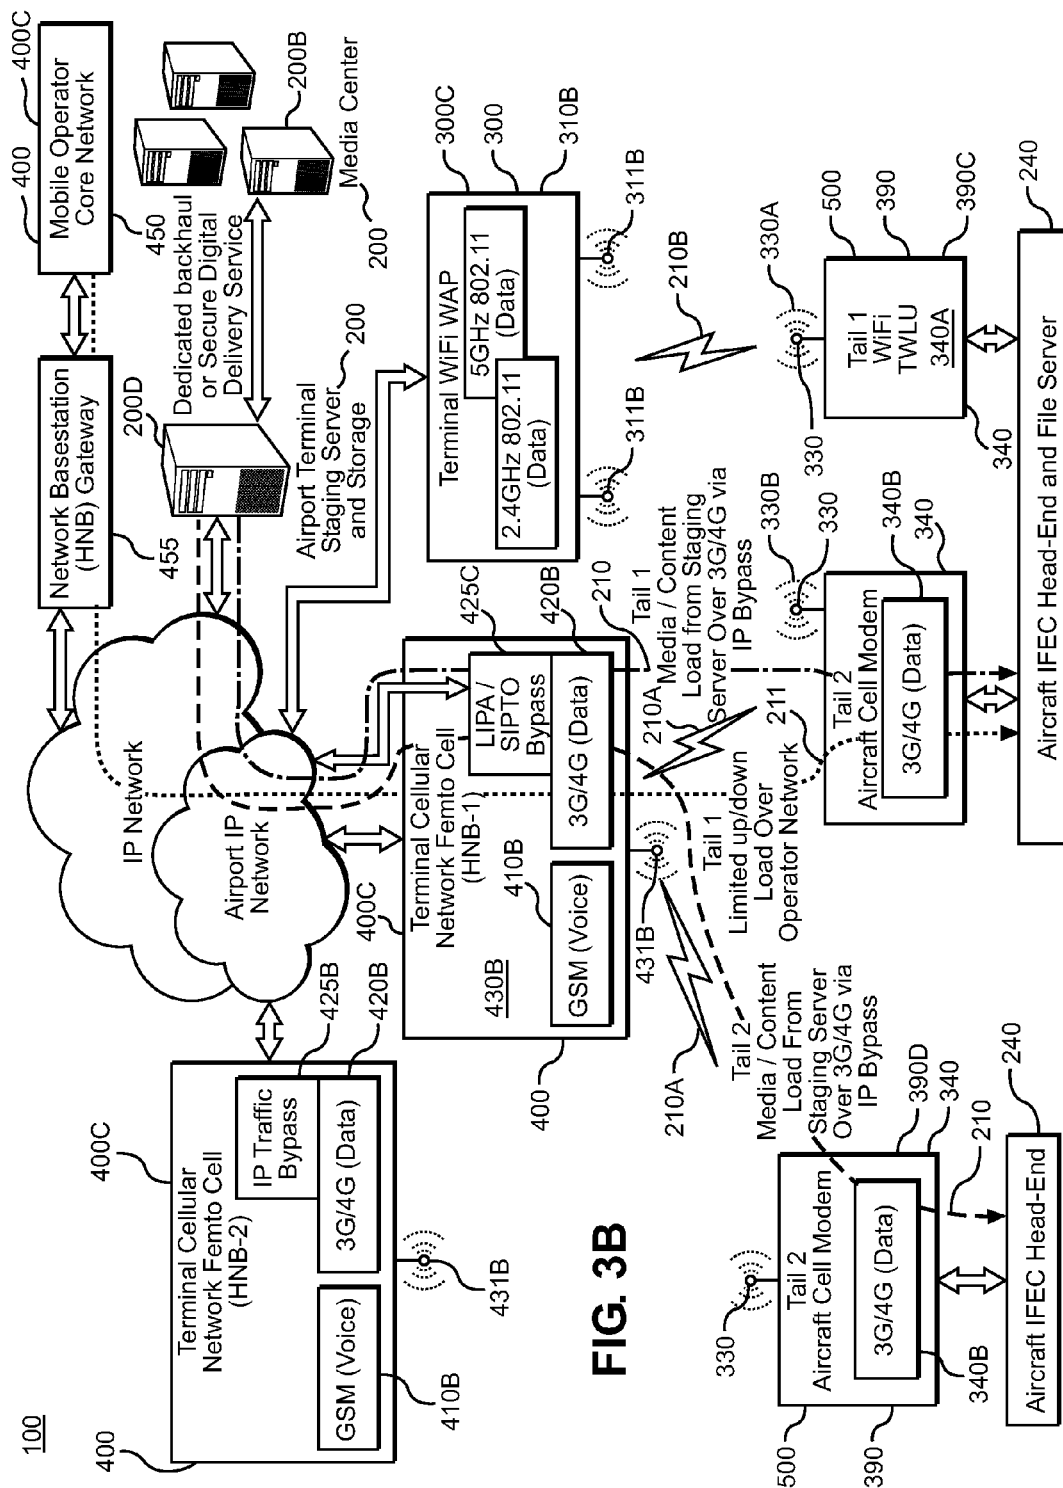 100
400
400C
Terminal Cellular
Network Femto Cell
(HNB-2)
IP Traffic
Bypass
425B
420B
GSM (Voice)
3G/4G (Data)
410B
431B
IP Network
Airport IP
Network
Network Basestation
(HNB) Gateway
455
400
400C
Mobile Operator
Core Network
450
200D
Dedicated backhaul
or Secure Digital
Delivery Service
200B
Media Center
200
Airport Terminal
Staging Server
and Storage
200
400C
Terminal Cellular
Network Femto Cell
(HNB-1)
430B
410B
GSM (Voice)
LIPA /
SIPTO
Bypass
3G/4G (Data)
425C
420B
400
431B
300C
300
310B
Terminal WiFi WAP
5GHz 802.11
(Data)
2.4GHz 802.11
(Data)
311B
311B
210A
210A
210
210B
Tail 1
Media / Content
Load from Staging
Server Over 3G/4G via
IP Bypass
Tail 1
Limited up/down
Load Over
Operator Network
211
Tail 2
Media / Content
Load From
Staging Server
Over 3G/4G via
IP Bypass
FIG. 3B
330
Tail 2
Aircraft Cell Modem
3G/4G (Data)
500
390
340B
390D
340
210
240
Aircraft IFEC Head-End
330B
330
Tail 2
Aircraft Cell Modem
3G/4G (Data)
340B
340
330A
330
Tail 1
WiFi
TWLU
340A
340
500
390
390C
240
Aircraft IFEC Head-End and File Server